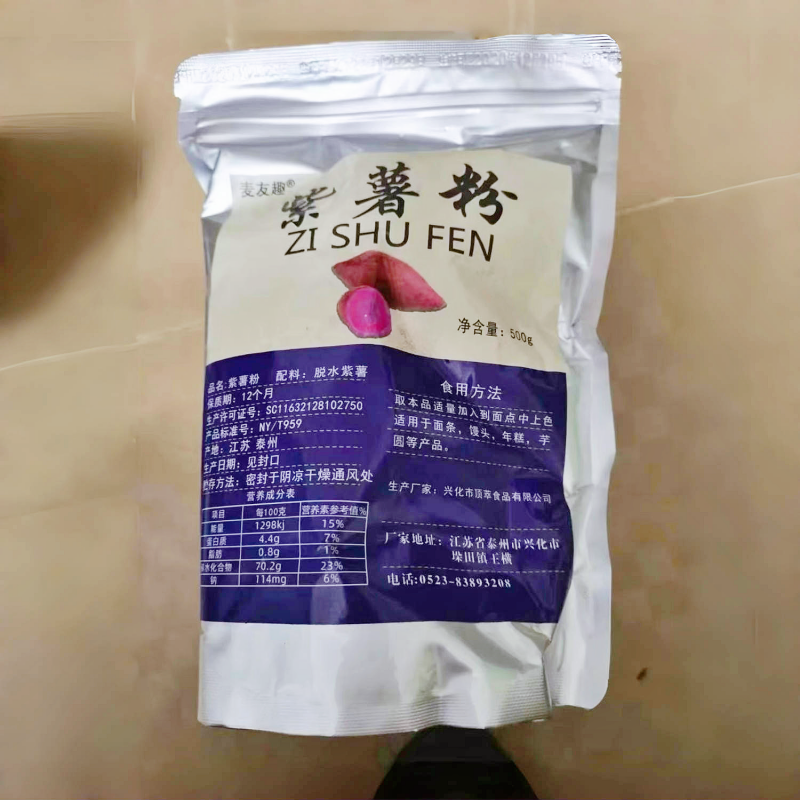 麦友趣®
紫薯粉
ZI SHU FEN
净含量：500g
品名:紫薯粉 配料：脱水紫薯
保质期：12个月
生产许可证号：SC11632128102750
产品标准号：NY/T959
产地：江苏 泰州
生产日期：见封口
贮存方法：密封于阴凉干燥通风处
营养成分表
项目 每100克 营养素参考值%
能量 1298kj 15%
蛋白质 4.4g 7%
脂肪 0.8g 1%
碳水化合物 70.2g 23%
钠 114mg 6%
食用方法
取本品适量加入到面点中上色
适用于面条，馒头，年糕，芋
圆等产品。
生产厂家：兴化市顶萃食品有限公司
厂家地址：江苏省泰州市兴化市
垛田镇王横
电话:0523-83893208